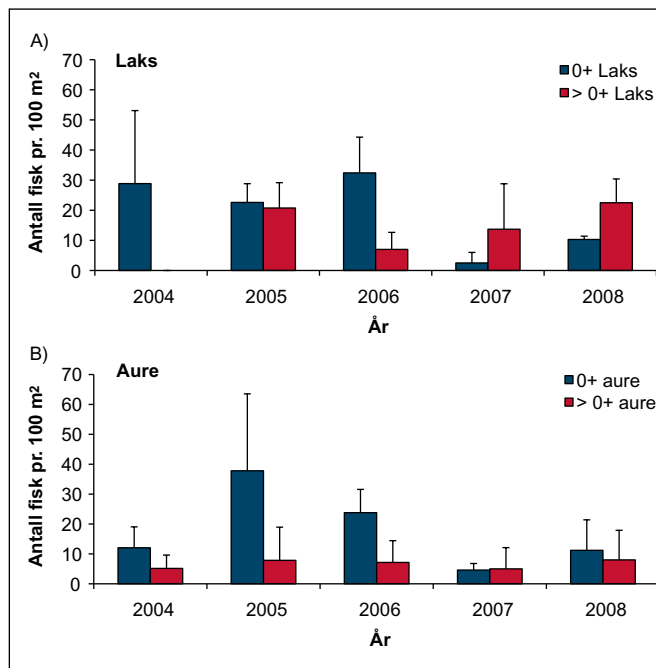 A)
Laks
0+ Laks
> 0+ Laks
Antall fisk pr. 100 m²
70
60
50
40
30
20
10
0
2004 2005 2006 2007 2008
År
B)
Aure
0+ aure
> 0+ aure
Antall fisk pr. 100 m²
70
60
50
40
30
20
10
0
2004 2005 2006 2007 2008
År